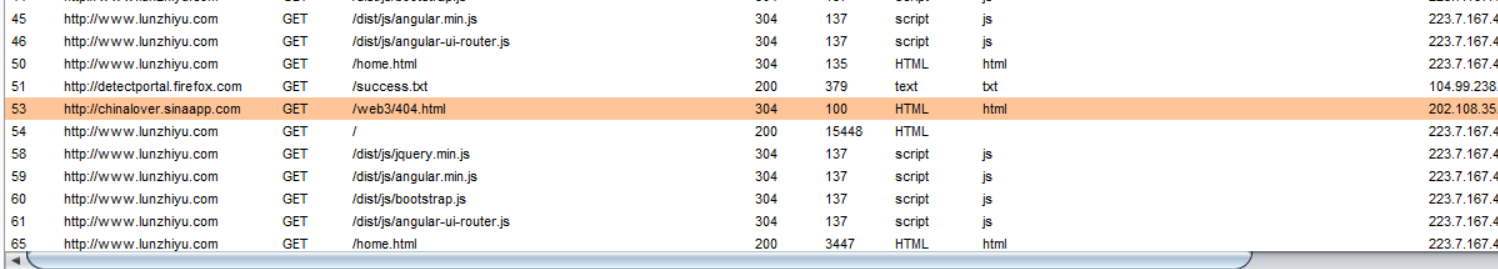 45 http://www.lunzhiyu.com GET /dist/js/angular.min.js 304 137 script js 223.7.167.4
46 http://www.lunzhiyu.com GET /dist/js/angular-ui-router.js 304 137 script js 223.7.167.4
50 http://www.lunzhiyu.com GET /home.html 304 135 HTML html 223.7.167.4
51 http://detectportal.firefox.com GET /success.txt 200 379 text txt 104.99.238.
53 http://chinalover.sinaapp.com GET /web3/404.html 304 100 HTML html 202.108.35.
54 http://www.lunzhiyu.com GET / 200 15448 HTML 223.7.167.4
58 http://www.lunzhiyu.com GET /dist/js/jquery.min.js 304 137 script js 223.7.167.4
59 http://www.lunzhiyu.com GET /dist/js/angular.min.js 304 137 script js 223.7.167.4
60 http://www.lunzhiyu.com GET /dist/js/bootstrap.js 304 137 script js 223.7.167.4
61 http://www.lunzhiyu.com GET /dist/js/angular-ui-router.js 304 137 script js 223.7.167.4
65 http://www.lunzhiyu.com GET /home.html 200 3447 HTML html 223.7.167.4